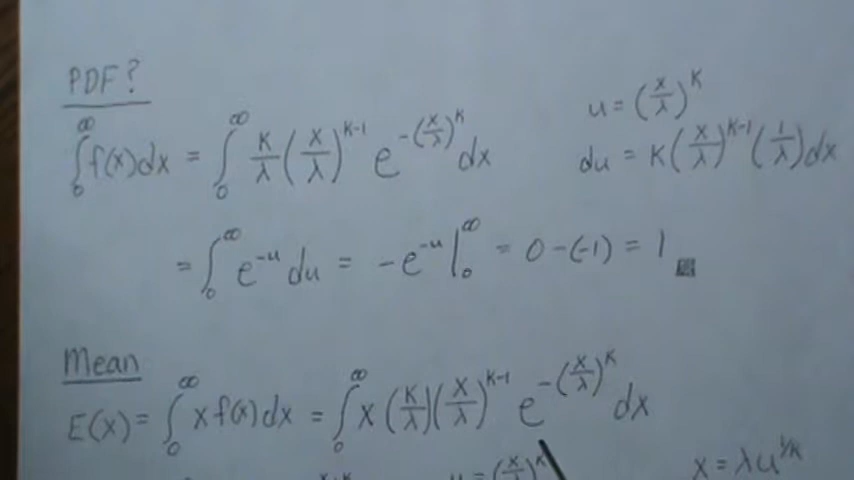 PDF?
∫₀^∞ f(x)dx = ∫₀^∞ K/λ (x/λ)^(K-1) e^(-(x/λ)^K) dx
u = (x/λ)^K
du = K(x/λ)^(K-1) (1/λ)dx
= ∫₀^∞ e^(-u) du = -e^(-u) |₀^∞ = 0-(-1) = 1
Mean
E(x) = ∫₀^∞ x f(x)dx = ∫₀^∞ x (K/λ)(x/λ)^(K-1) e^(-(x/λ)^K) dx
u = (x/λ)^K
x = λu^(1/K)